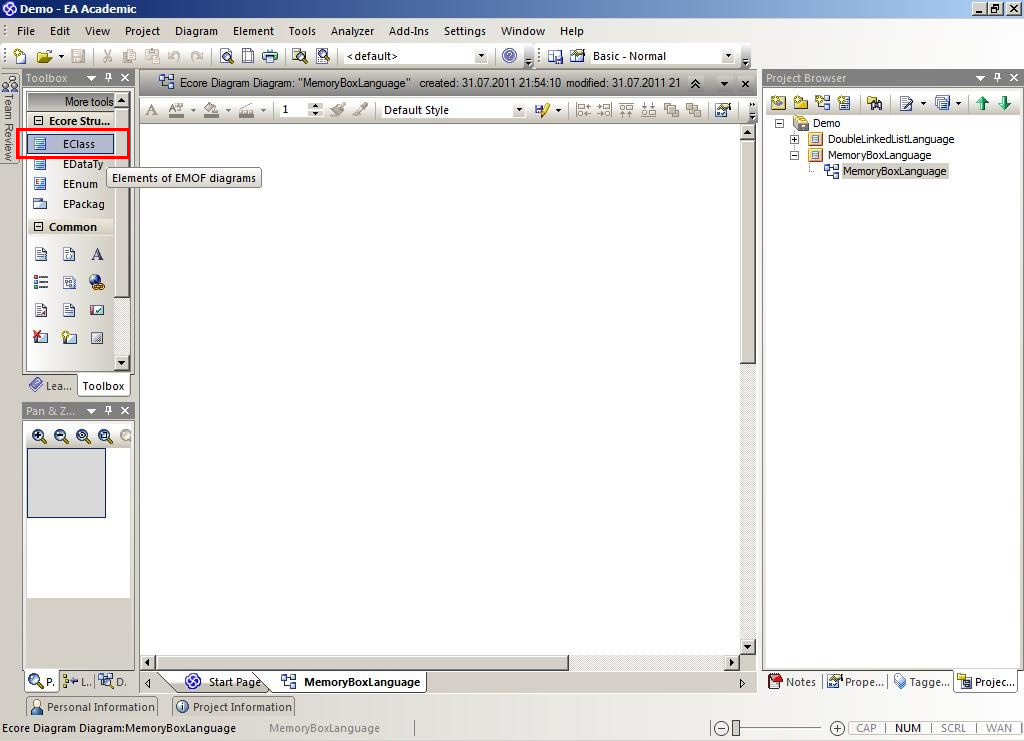 Demo - EA Academic
File Edit View Project Diagram Element Tools Analyzer Add-Ins Settings Window Help
<default>
Basic - Normal
Team Review
Toolbox
More tools
Ecore Stru...
EClass
EDataTy
EEnum
EPackag
Elements of EMOF diagrams
Common
A
Lea...
Toolbox
Pan & Z...
P.
L..
D.
Ecore Diagram Diagram: "MemoryBoxLanguage" created: 31.07.2011 21:54:10 modified: 31.07.2011 21
A
1
Default Style
Start Page
MemoryBoxLanguage
Project Browser
Demo
DoubleLinkedListLanguage
MemoryBoxLanguage
MemoryBoxLanguage
Notes
Prope...
Tagge...
Projec...
Personal Information
Project Information
Ecore Diagram Diagram:MemoryBoxLanguage
MemoryBoxLanguage
CAP NUM SCRL WAN